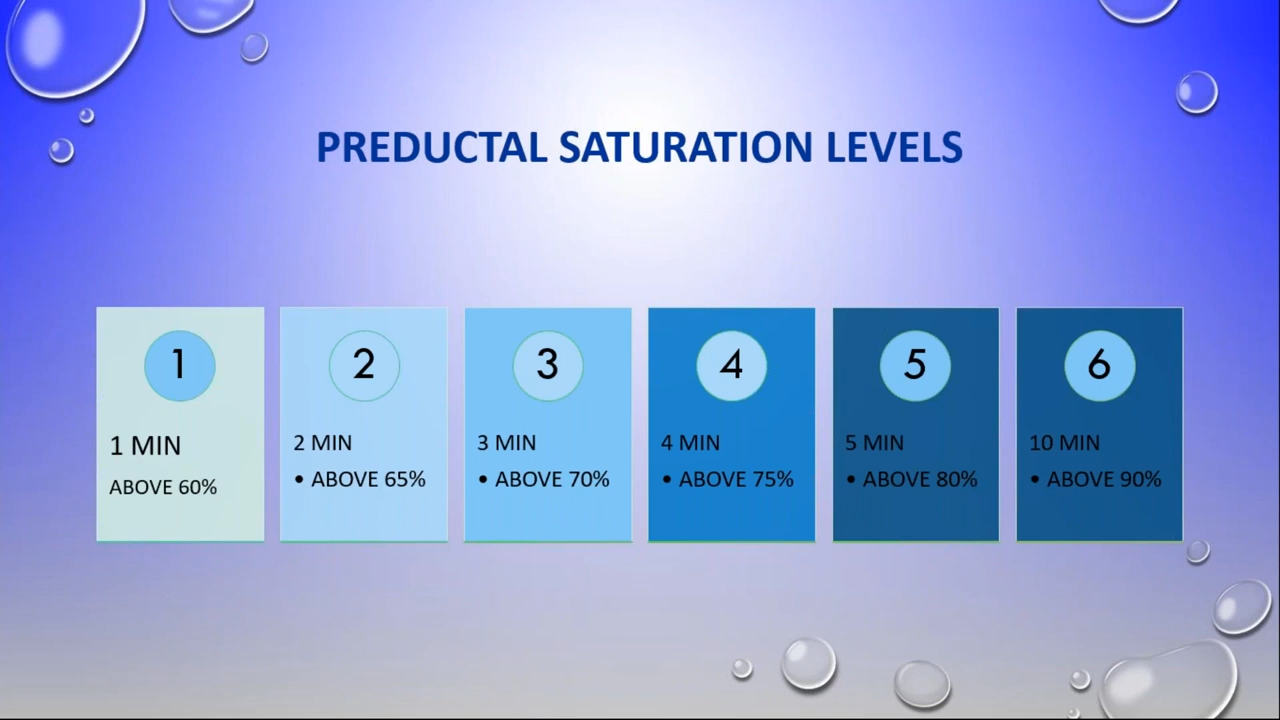 PREDUCTAL SATURATION LEVELS
1
1 MIN
ABOVE 60%
2
2 MIN
• ABOVE 65%
3
3 MIN
• ABOVE 70%
4
4 MIN
• ABOVE 75%
5
5 MIN
• ABOVE 80%
6
10 MIN
• ABOVE 90%